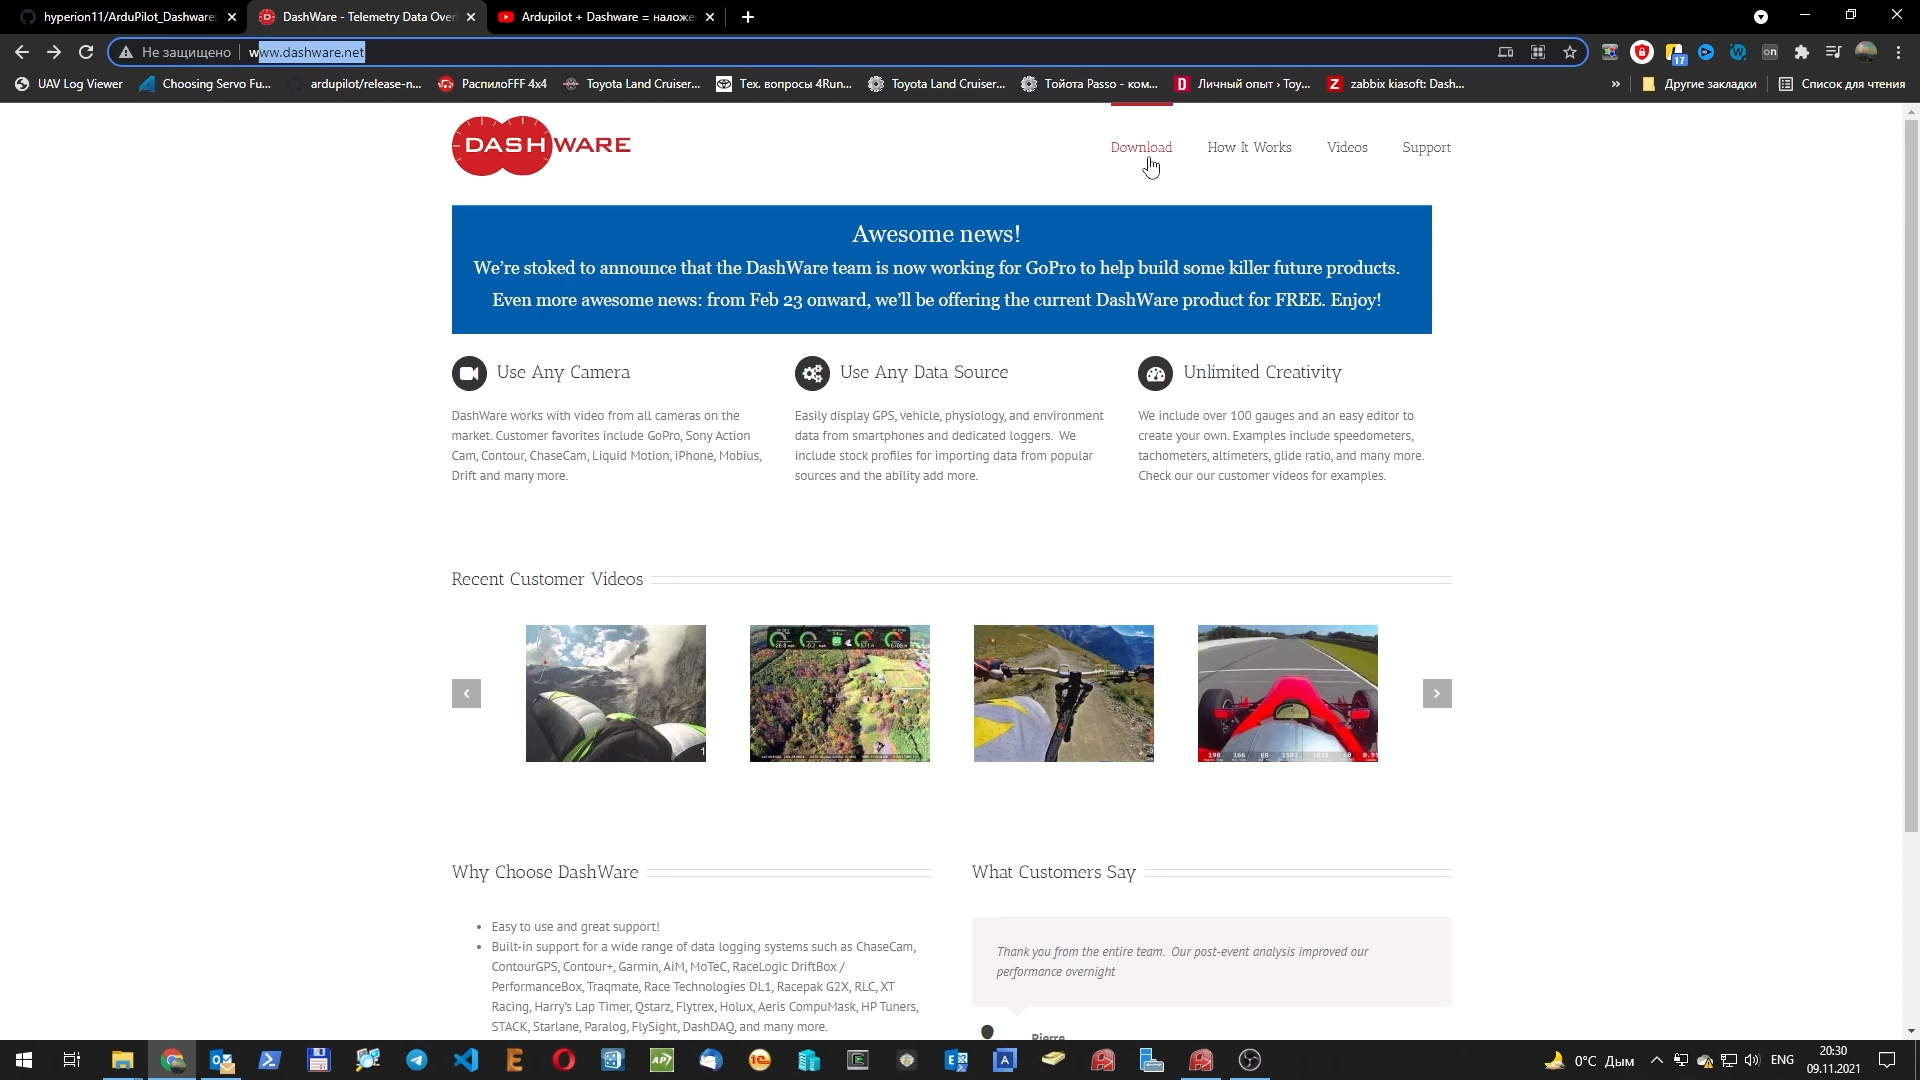 hyperion11/ArduPilot_Dashware:
DashWare - Telemetry Data Over
Ardupilot + Dashware = наложе
Не защищено
www.dashware.net
17
on
UAV Log Viewer
Choosing Servo Fu...
ardupilot/release-n...
РаспилоFFF 4x4
Toyota Land Cruiser...
Тех. вопросы 4Run...
Toyota Land Cruiser...
Тойота Passo - ком...
Личный опыт › Toy...
zabbix kiasoft: Dash...
»
Другие закладки
Список для чтения
DASHWARE
Download
How It Works
Videos
Support
Awesome news!
We're stoked to announce that the DashWare team is now working for GoPro to help build some killer future products.
Even more awesome news: from Feb 23 onward, we'll be offering the current DashWare product for FREE. Enjoy!
Use Any Camera
DashWare works with video from all cameras on the
market. Customer favorites include GoPro, Sony Action
Cam, Contour, ChaseCam, Liquid Motion, iPhone, Mobius,
Drift and many more.
Use Any Data Source
Easily display GPS, vehicle, physiology, and environment
data from smartphones and dedicated loggers. We
include stock profiles for importing data from popular
sources and the ability add more.
Unlimited Creativity
We include over 100 gauges and an easy editor to
create your own. Examples include speedometers,
tachometers, altimeters, glide ratio, and many more.
Check our our customer videos for examples.
Recent Customer Videos
Why Choose DashWare
Easy to use and great support!
Built-in support for a wide range of data logging systems such as ChaseCam,
ContourGPS, Contour+, Garmin, AiM, MoTeC, RaceLogic DriftBox /
PerformanceBox, Traqmate, Race Technologies DL1, Racepak G2X, RLC, XT
Racing, Harry's Lap Timer, Qstarz, Flytrex, Holux, Aeris CompuMask, HP Tuners,
STACK, Starlane, Paralog, FlySight, DashDAQ, and many more.
What Customers Say
Thank you from the entire team. Our post-event analysis improved our
performance overnight
Pierre
0°C Дым
ENG
20:30
09.11.2021